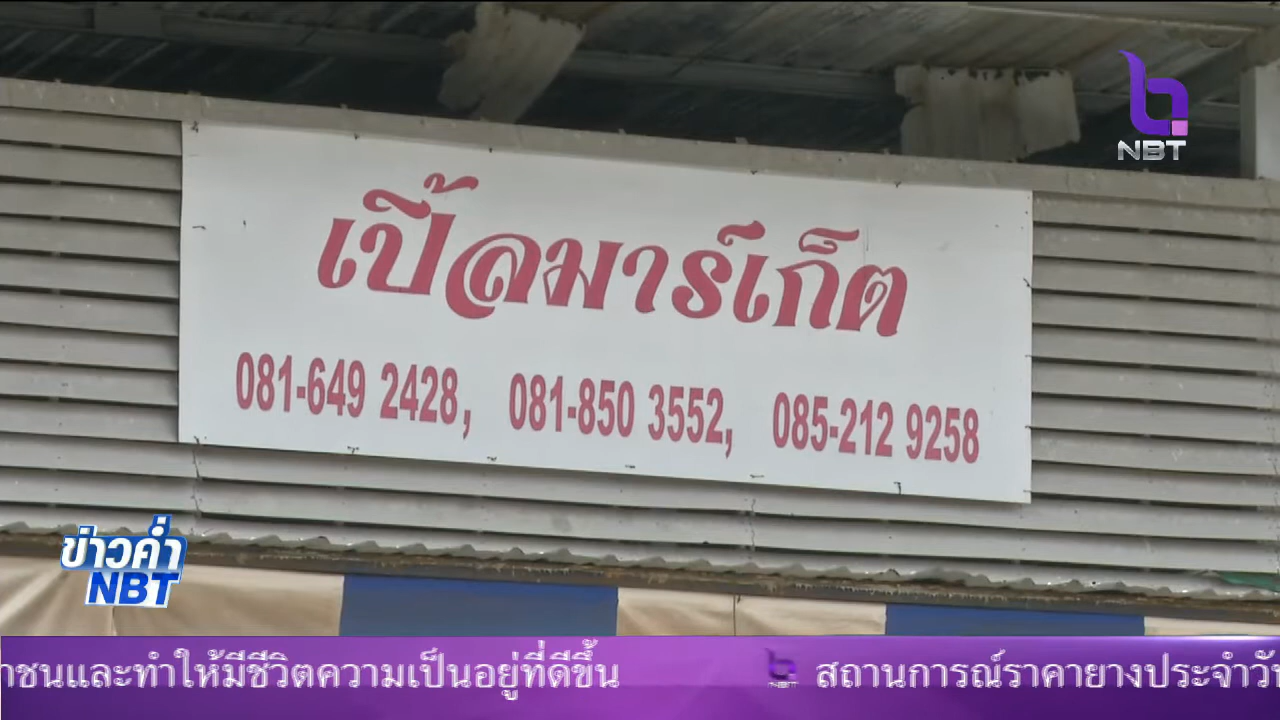 NBT
เปิ้ลมาร์เก็ต
081-649 2428, 081-850 3552, 085-212 9258
ข่าวค่ำ
NBT
าชนและทำให้มีชีวิตความเป็นอยู่ที่ดีขึ้น NBT สถานการณ์ราคายางประจำวัน